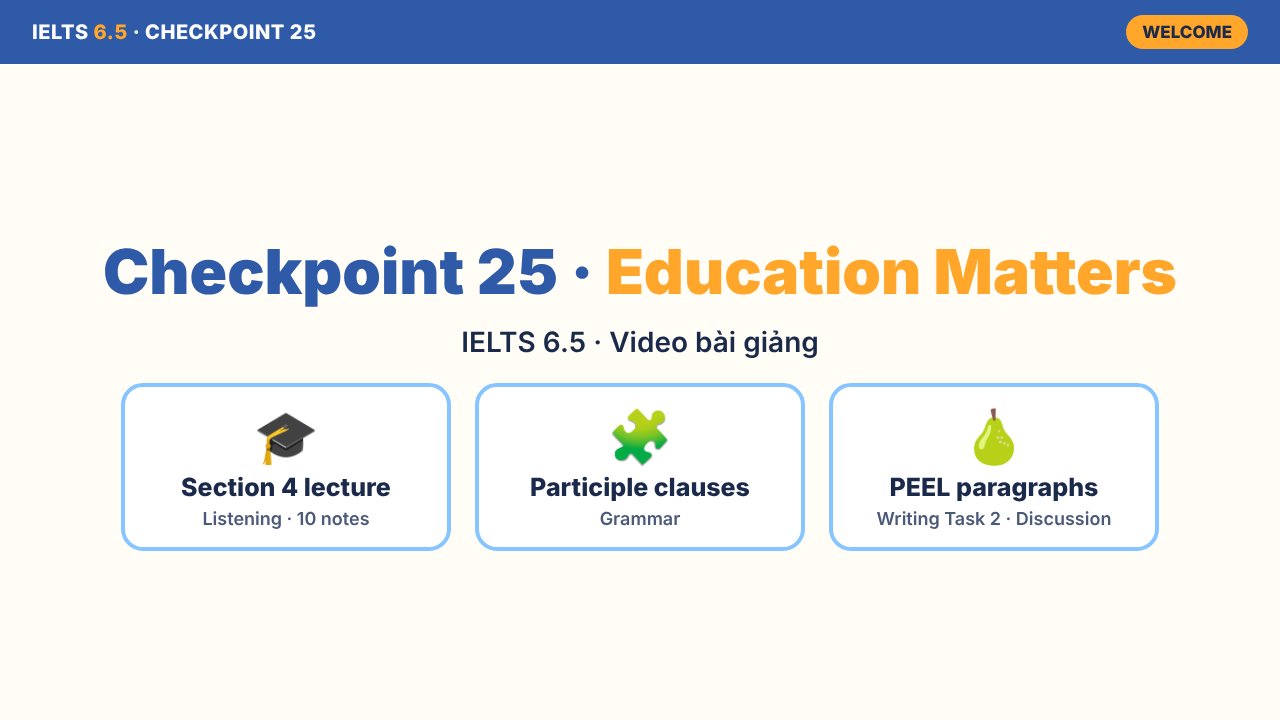 IELTS 6.5 · CHECKPOINT 25
WELCOME
Checkpoint 25 · Education Matters
IELTS 6.5 · Video bài giảng
Section 4 lecture
Listening · 10 notes
Participle clauses
Grammar
PEEL paragraphs
Writing Task 2 · Discussion